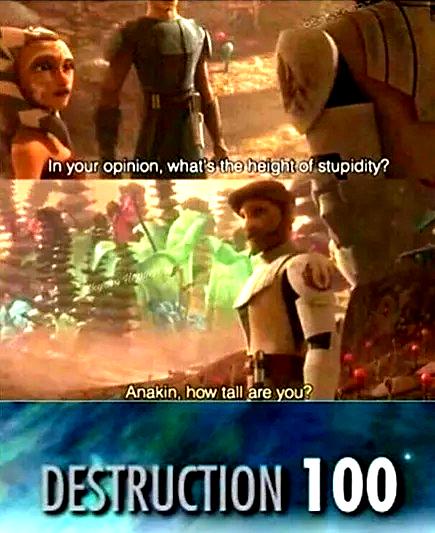 In your opinion, what's the height of stupidity?
Anakin, how tall are you?
DESTRUCTION 100